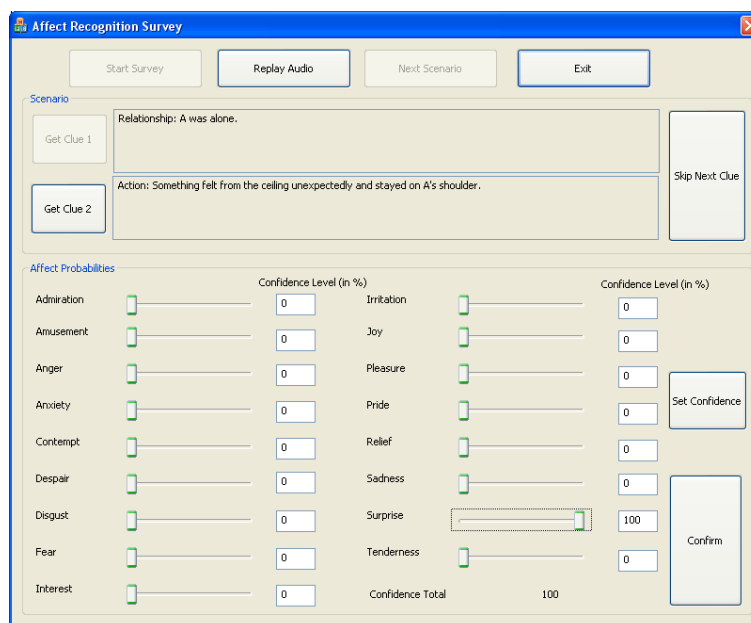 Affect Recognition Survey
Start Survey Replay Audio Next Scenario Exit
Scenario
Get Clue 1
Relationship: A was alone.
Skip Next Clue
Get Clue 2
Action: Something felt from the ceiling unexpectedly and stayed on A's shoulder.
Affect Probabilities
Confidence Level (in %) Confidence Level (in %)
Admiration 0 Irritation 0
Amusement 0 Joy 0
Anger 0 Pleasure 0
Set Confidence
Anxiety 0 Pride 0
Contempt 0 Relief 0
Despair 0 Sadness 0
Disgust 0 Surprise 100
Confirm
Fear 0 Tenderness 0
Interest 0 Confidence Total 100